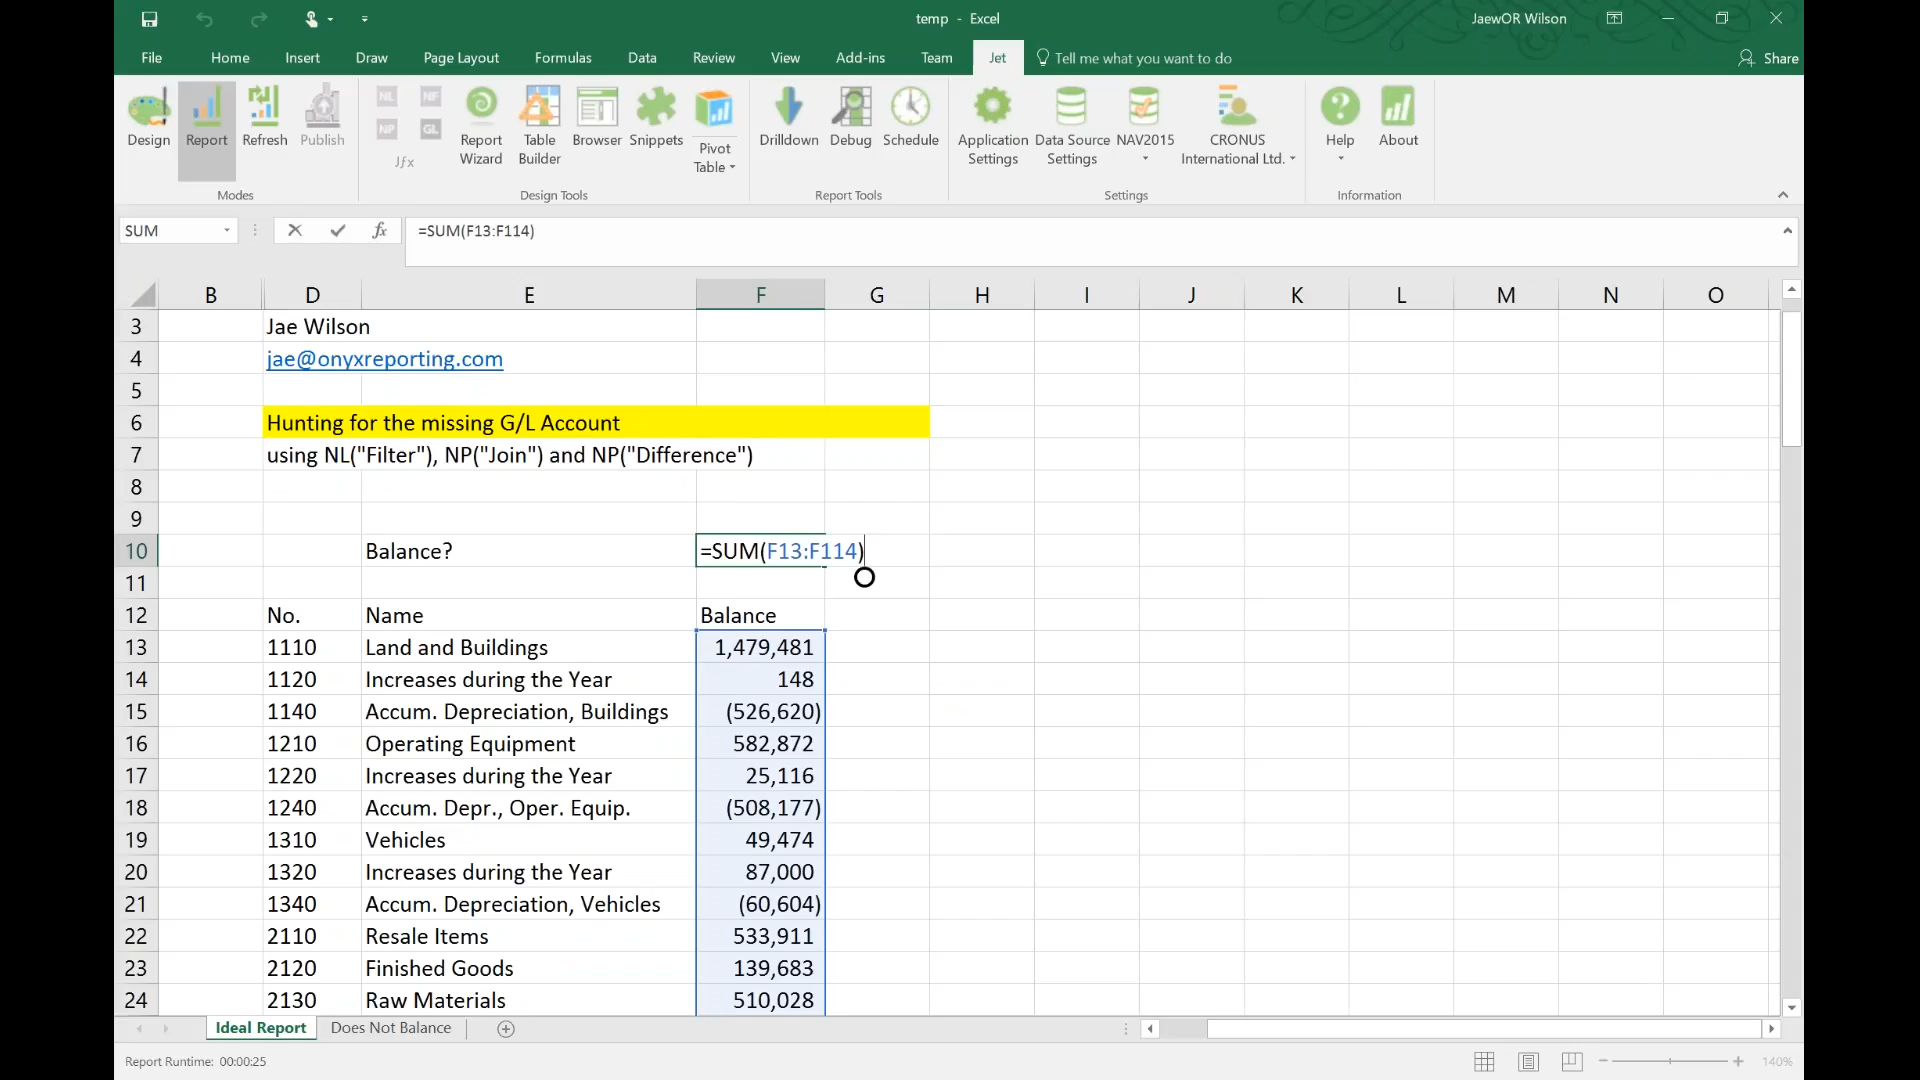 temp - Excel
JaewOR Wilson
File Home Insert Draw Page Layout Formulas Data Review View Add-ins Team Jet Tell me what you want to do Share
Design Report Refresh Publish
NL NF
NP GL
Jfx
Report Wizard Table Builder Browser Snippets Pivot Table
Drilldown Debug Schedule
Application Settings Data Source Settings NAV2015 CRONUS International Ltd.
Help About
Modes Design Tools Report Tools Settings Information
SUM fx =SUM(F13:F114)
B D E F G H I J K L M N O
3 Jae Wilson
4 jae@onyxreporting.com
5
6 Hunting for the missing G/L Account
7 using NL("Filter"), NP("Join") and NP("Difference")
8
9
10 Balance? =SUM(F13:F114)
11
12 No. Name Balance
13 1110 Land and Buildings 1,479,481
14 1120 Increases during the Year 148
15 1140 Accum. Depreciation, Buildings (526,620)
16 1210 Operating Equipment 582,872
17 1220 Increases during the Year 25,116
18 1240 Accum. Depr., Oper. Equip. (508,177)
19 1310 Vehicles 49,474
20 1320 Increases during the Year 87,000
21 1340 Accum. Depreciation, Vehicles (60,604)
22 2110 Resale Items 533,911
23 2120 Finished Goods 139,683
24 2130 Raw Materials 510,028
Ideal Report Does Not Balance
Report Runtime: 00:00:25
140%